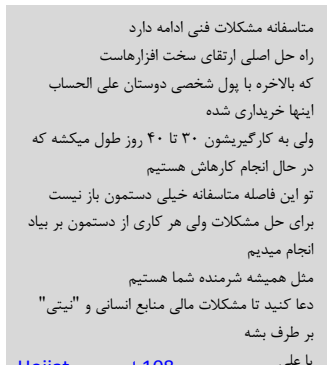 متاسفانه مشکلات فنی ادامه دارد
راه حل اصلی ارتقای سخت افزارهاست
که بالاخره با پول شخصی دوستان علی الحساب
اینها خریداری شده
ولی به کارگیریشون ۳۰ تا ۴۰ روز طول میکشه که
در حال انجام کارهاش هستیم
تو این فاصله متاسفانه خیلی دستمون باز نیست
برای حل مشکلات ولی هر کاری از دستمون بر بیاد
انجام میدیم
مثل همیشه شرمنده شما هستیم
دعا کنید تا مشکلات مالی منابع انسانی و "نیتی"
بر طرف بشه
یا علی